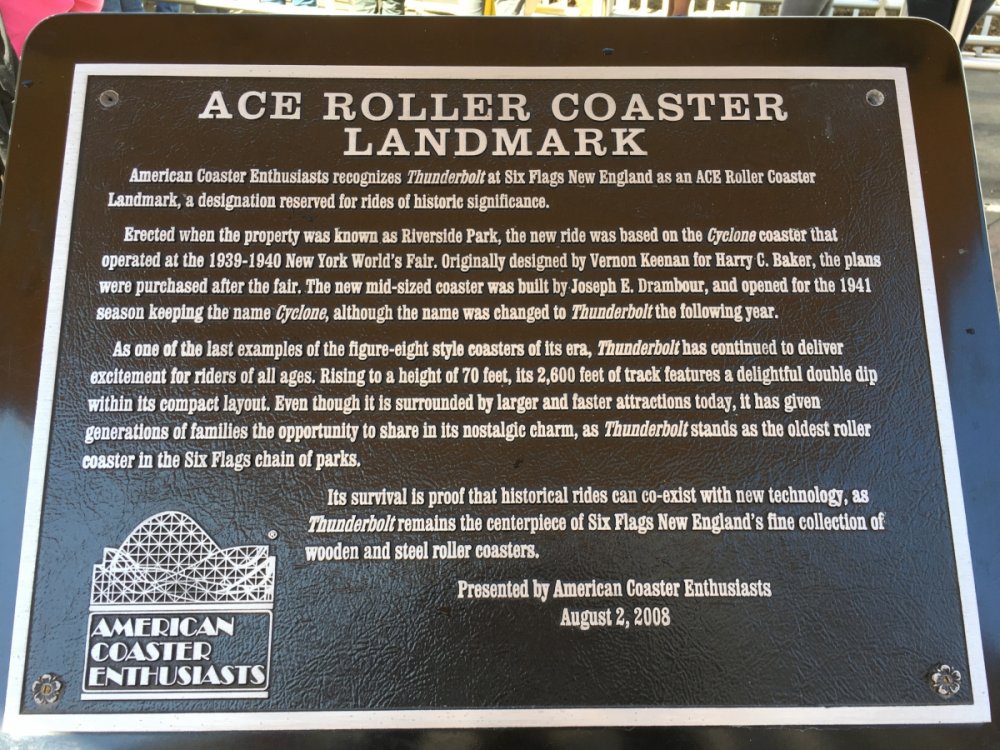 ACE ROLLER COASTER
LANDMARK
American Coaster Enthusiasts recognizes Thunderbolt at Six Flags New England as an ACE Roller Coaster
Landmark, a designation reserved for rides of historic significance.
Erected when the property was known as Riverside Park, the new ride was based on the Cyclone coaster that
operated at the 1939-1940 New York World's Fair. Originally designed by Vernon Keenan for Harry C. Baker, the plans
were purchased after the fair. The new mid-sized coaster was built by Joseph E. Drambour, and opened for the 1941
season keeping the name Cyclone, although the name was changed to Thunderbolt the following year.
As one of the last examples of the figure-eight style coasters of its era, Thunderbolt has continued to deliver
excitement for riders of all ages. Rising to a height of 70 feet, its 2,600 feet of track features a delightful double dip
within its compact layout. Even though it is surrounded by larger and faster attractions today, it has given
generations of families the opportunity to share in its nostalgic charm, as Thunderbolt stands as the oldest roller
coaster in the Six Flags chain of parks.
Its survival is proof that historical rides can co-exist with new technology, as
Thunderbolt remains the centerpiece of Six Flags New England's fine collection of
wooden and steel roller coasters.
Presented by American Coaster Enthusiasts
August 2, 2008
®
AMERICAN
COASTER
ENTHUSIASTS